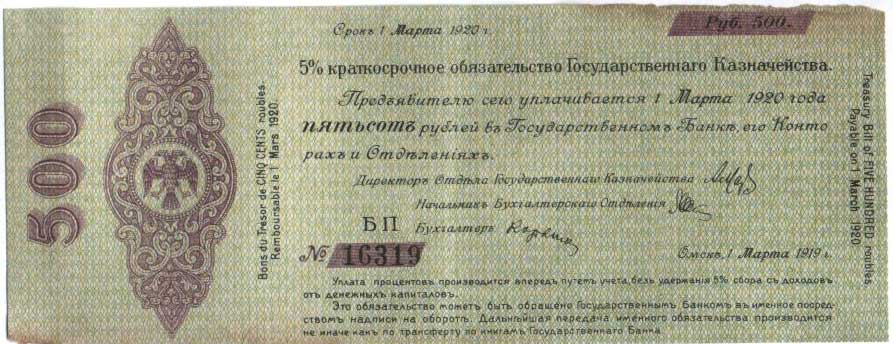 Срокъ 1 Марта 1920 г.
Руб. 500.
5% краткосрочное обязательство Государственнаго Казначейства.
Предъявителю сего уплачивается 1 Марта 1920 года
пятьсотъ рублей въ Государственномъ Банкѣ, его Конто
рахъ и Отдѣленіяхъ.
Директоръ Отдѣла Государственнаго Казначейства
Начальникъ Бухгалтерскаго Отдѣленія
БП Бухгалтеръ
№ 16319
Омскъ, 1 Марта 1919 г.
Уплата процентовъ производится впередъ путемъ учета, безъ удержанія 5% сбора съ доходовъ
отъ денежныхъ капиталовъ.
Это обязательство можетъ быть обращено Государственнымъ Банкомъ въ именное посред-
ствомъ надписи на оборотѣ. Дальнѣйшая передача именного обязательства производится
не иначе какъ по трансферту по книгамъ Государственнаго Банка
500
Bons du Tresor de CINQ CENTS roubles
Remboursable le 1 Mars 1920.
Treasury Bill of FIVE HUNDRED roubles
Payable on 1 March 1920